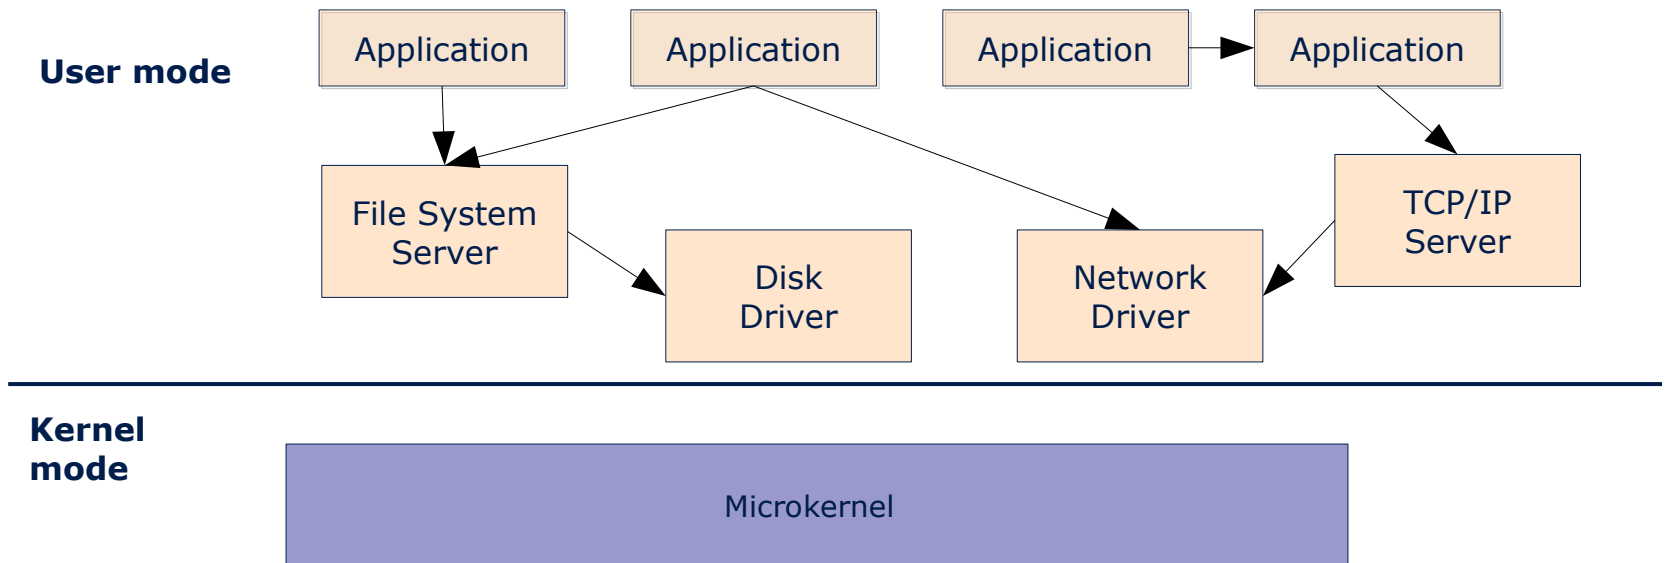 User mode
Application
Application
Application
Application
File System
Server
Disk
Driver
Network
Driver
TCP/IP
Server
Kernel
mode
Microkernel